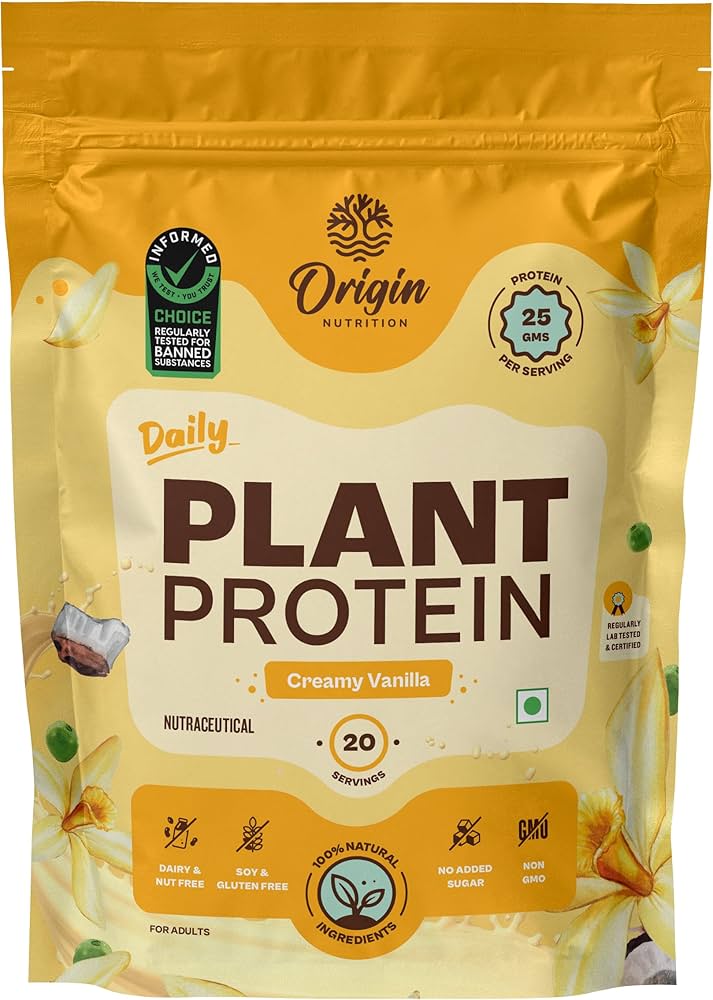 INFORMED
WE TEST • YOU TRUST
CHOICE
REGULARLY
TESTED FOR
BANNED
SUBSTANCES
Origin
NUTRITION
PROTEIN
25
GMS
PER SERVING
Daily
PLANT
PROTEIN
Creamy Vanilla
REGULARLY
LAB TESTED
& CERTIFIED
NUTRACEUTICAL
20
SERVINGS
DAIRY &
NUT FREE
SOY &
GLUTEN FREE
100% NATURAL
INGREDIENTS
NO ADDED
SUGAR
GMO
NON
GMO
FOR ADULTS